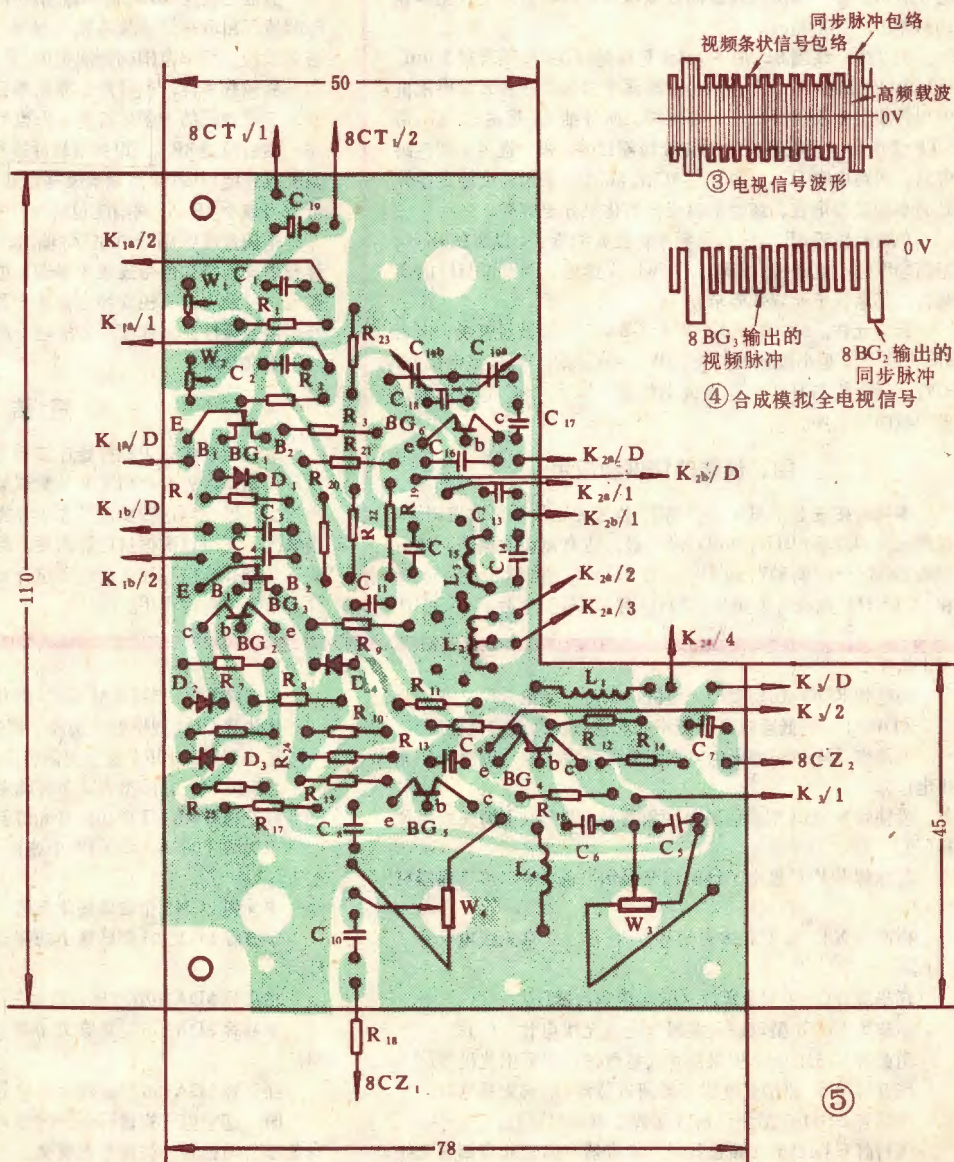 同步脉冲包络
视频条状信号包络
高频载波
0V
③电视信号波形
0V
8BG₃输出的
视频脉冲
8BG₂输出的
同步脉冲
④合成模拟全电视信号
50
8CT₁/1
8CT₁/2
C₁₉
K₁ₐ/2
W₁
C₁
R₁
K₁ₐ/1
R₂₃
W₂
C₂
R₂
C₁₉b
C₁₉ₐ
C₁₈
R₃
BG₆
C₁₇
E
B₁
B₂
BG₁
R₂₁
e
b
c
C₁₆
K₁ₐ/D
K₂ₐ/D
K₂b/D
D₁
R₄
R₂₀
R₂₂
R₁₉
K₂ₐ/1
K₁b/D
C₃
C₁₃
K₂b/1
C₄
C₁₅
L₃
C₁₄
K₁b/2
E
B₁
B₂
BG₃
C₁₁
K₂ₐ/2
K₂ₐ/3
c
b
e
BG₂
R₉
L₂
K₂ₐ/4
110
R
R₈
D₄
L₁
K₃/D
D
R₁₁
K₃/2
R₁₀
R₁₂
R₁₄
C₇
D₃
R₂₄
R₁₃
C
e
BG₄
b
c
8CZ₂
R₁₅
R₁₆
K₃/1
R₂₅
R₁₇
e
b
c
BG₅
C₉
C₆
C₅
L₄
45
W₄
W₃
C₁₀
R₁₈
8CZ₁
⑤
78